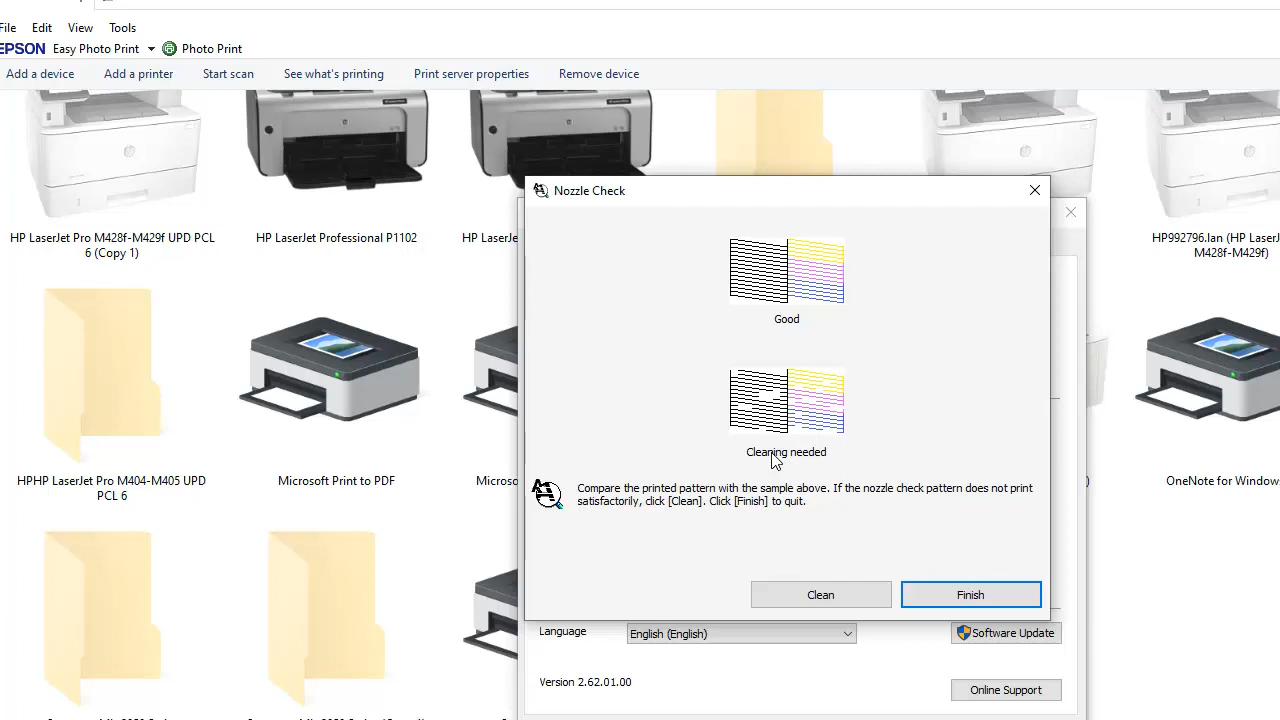 File Edit View Tools
EPSON Easy Photo Print Photo Print
Add a device Add a printer Start scan See what's printing Print server properties Remove device
HP LaserJet Pro M428f-M429f UPD PCL
6 (Copy 1)
HP LaserJet Professional P1102
HP LaserJe
HP992796.lan (HP LaserJ
M428f-M429f)
Nozzle Check
Good
Cleaning needed
Compare the printed pattern with the sample above. If the nozzle check pattern does not print
satisfactorily, click [Clean]. Click [Finish] to quit.
Clean Finish
HPHP LaserJet Pro M404-M405 UPD
PCL 6
Microsoft Print to PDF
Microso
)
OneNote for Windows
Language English (English) Software Update
Version 2.62.01.00
Online Support